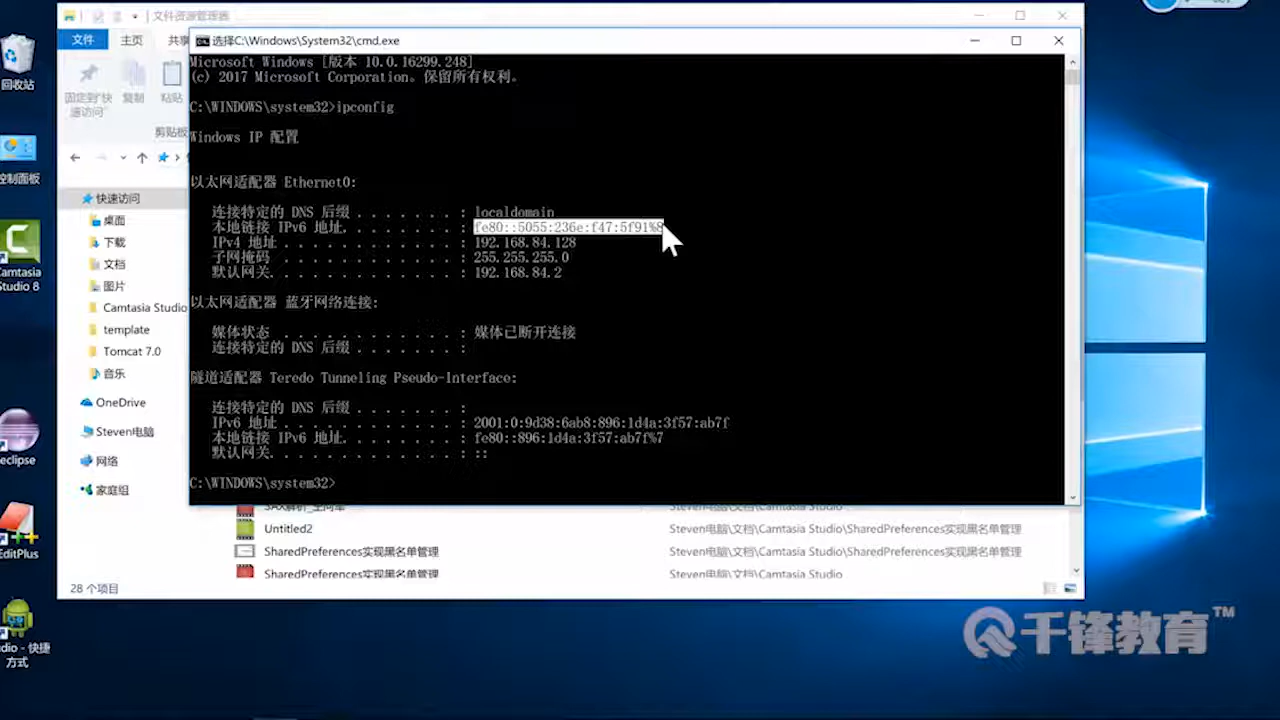 文件资源管理器
文件 主页 共享
选择C:\Windows\System32\cmd.exe
回收站
固定到"快速访问"
复制
粘贴
剪贴板
Microsoft Windows [版本 10.0.16299.248]
(c) 2017 Microsoft Corporation。保留所有权利。
C:\WINDOWS\system32>ipconfig
Windows IP 配置
以太网适配器 Ethernet0:
连接特定的 DNS 后缀 . . . . . . . : localdomain
本地链接 IPv6 地址. . . . . . . . : fe80::5055:236e:f47:5f91%8
IPv4 地址 . . . . . . . . . . . . : 192.168.84.128
子网掩码 . . . . . . . . . . . . : 255.255.255.0
默认网关. . . . . . . . . . . . . : 192.168.84.2
以太网适配器 蓝牙网络连接:
媒体状态 . . . . . . . . . . . . : 媒体已断开连接
连接特定的 DNS 后缀 . . . . . . . :
隧道适配器 Teredo Tunneling Pseudo-Interface:
连接特定的 DNS 后缀 . . . . . . . :
IPv6 地址 . . . . . . . . . . . . : 2001:0:9d38:6ab8:896:1d4a:3f57:ab7f
本地链接 IPv6 地址. . . . . . . . : fe80::896:1d4a:3f57:ab7f%7
默认网关. . . . . . . . . . . . . : ::
C:\WINDOWS\system32>
控制面板
Camtasia Studio 8
eclipse
EditPlus
dio - 快捷方式
快速访问
桌面
下载
文档
图片
Camtasia Studio
template
Tomcat 7.0
音乐
OneDrive
Steven电脑
网络
家庭组
Steven电脑\文档\Camtasia Studio
Untitled2 Steven电脑\文档\Camtasia Studio\SharedPreferences实现黑名单管理
SharedPreferences实现黑名单管理 Steven电脑\文档\Camtasia Studio\SharedPreferences实现黑名单管理
SharedPreferences实现黑名单管理 Steven电脑\文档\Camtasia Studio
28 个项目
千锋教育™